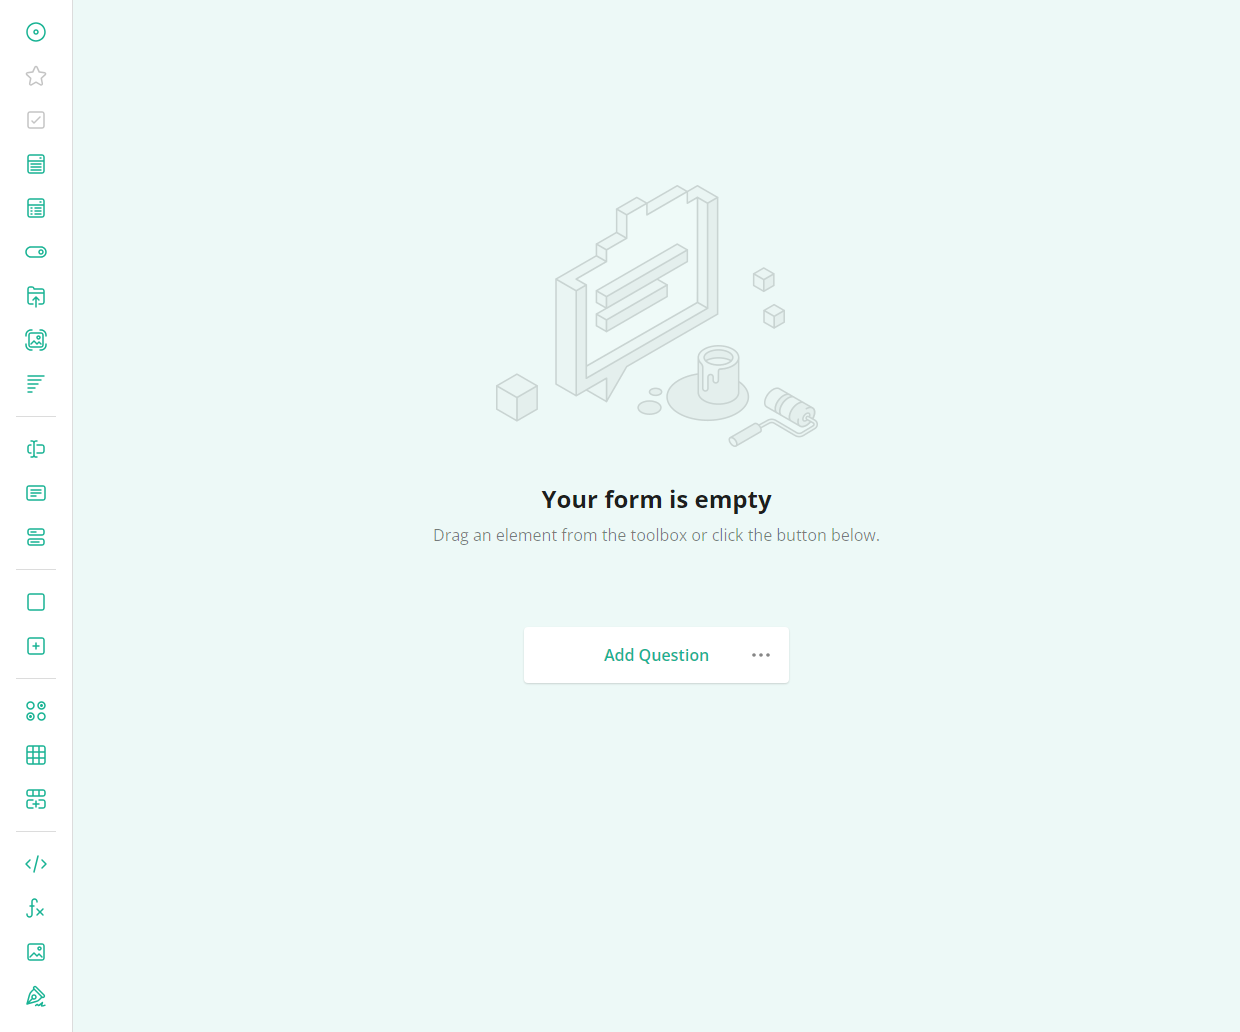 Your form is empty
Drag an element from the toolbox or click the button below.
Add Question